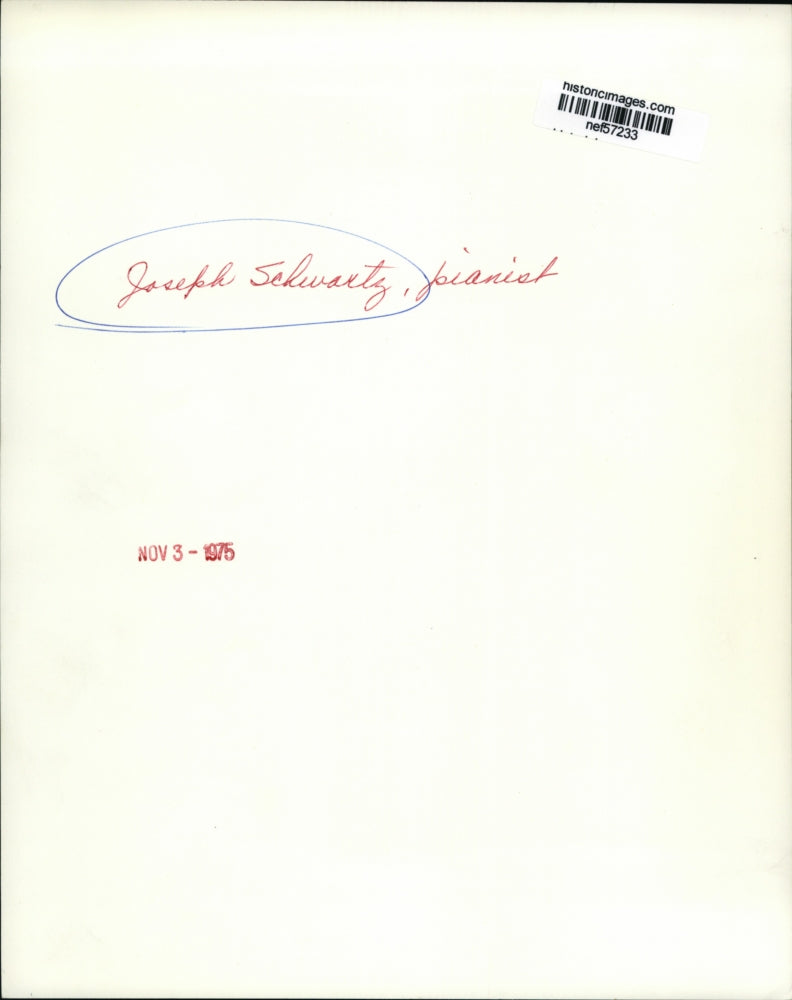 historicimages.com
nef57233
Joseph Schwartz, pianist
NOV 3 - 1975